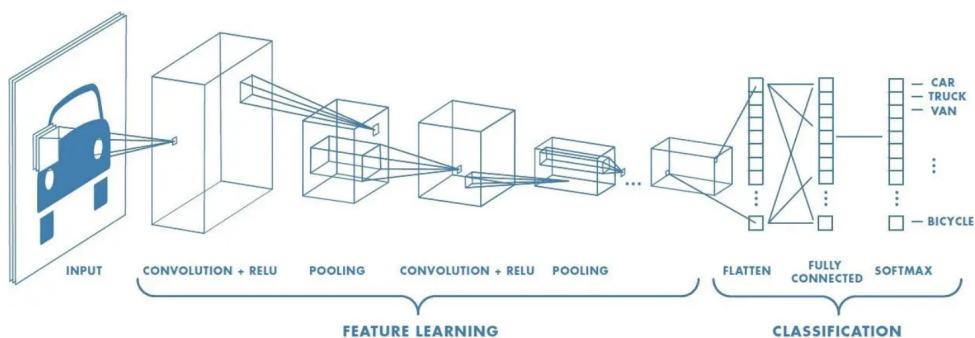 CAR
TRUCK
VAN
BICYCLE
INPUT
CONVOLUTION + RELU
POOLING
CONVOLUTION + RELU
POOLING
FLATTEN
FULLY
CONNECTED
SOFTMAX
FEATURE LEARNING
CLASSIFICATION